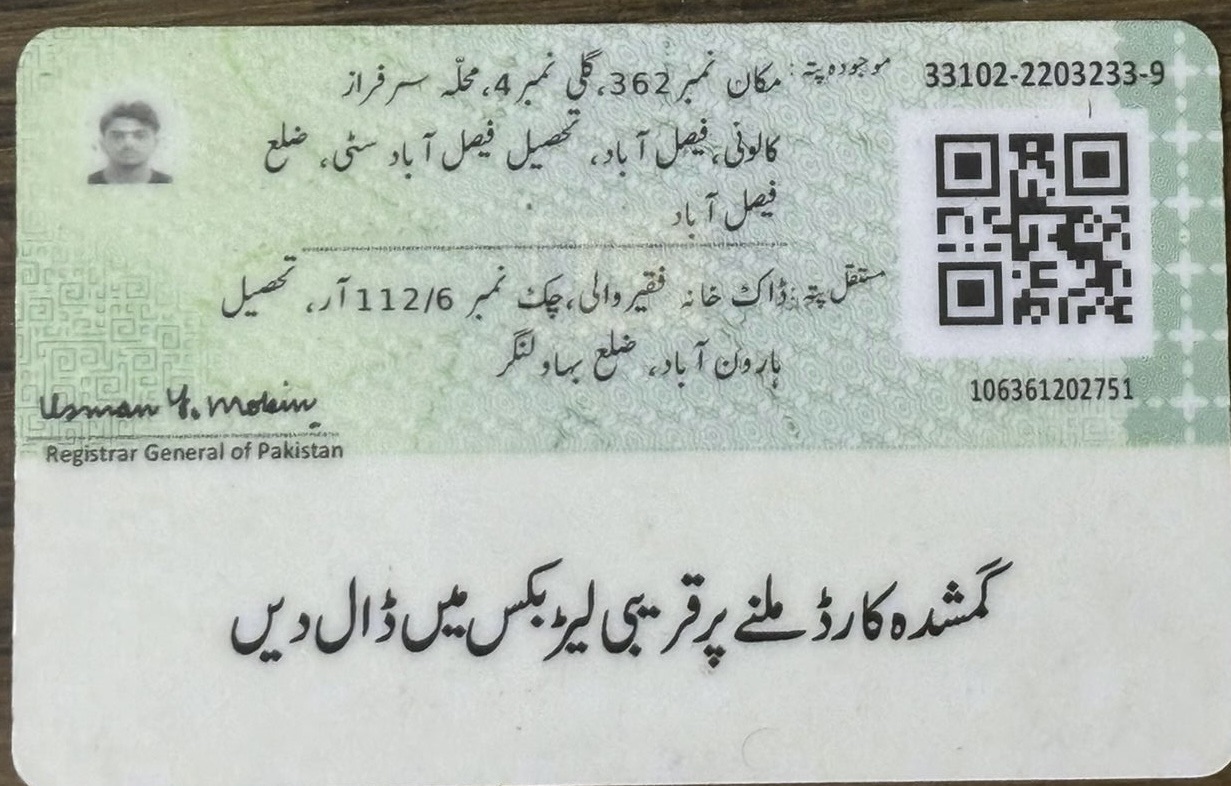 موجودہ پتہ: مکان نمبر 362، گلی نمبر 4، محلّہ سرفراز
کالونی، فیصل آباد، تحصیل فیصل آباد سٹی، ضلع
فیصل آباد
33102-2203233-9
مستقل پتہ: ڈاک خانہ فقیر والی، چک نمبر 112/6 آر، تحصیل
ہارون آباد، ضلع بہاولنگر
106361202751
Usman Y. Mobin
Registrar General of Pakistan
گمشدہ کارڈ ملنے پر قریبی لیٹر بکس میں ڈال دیں